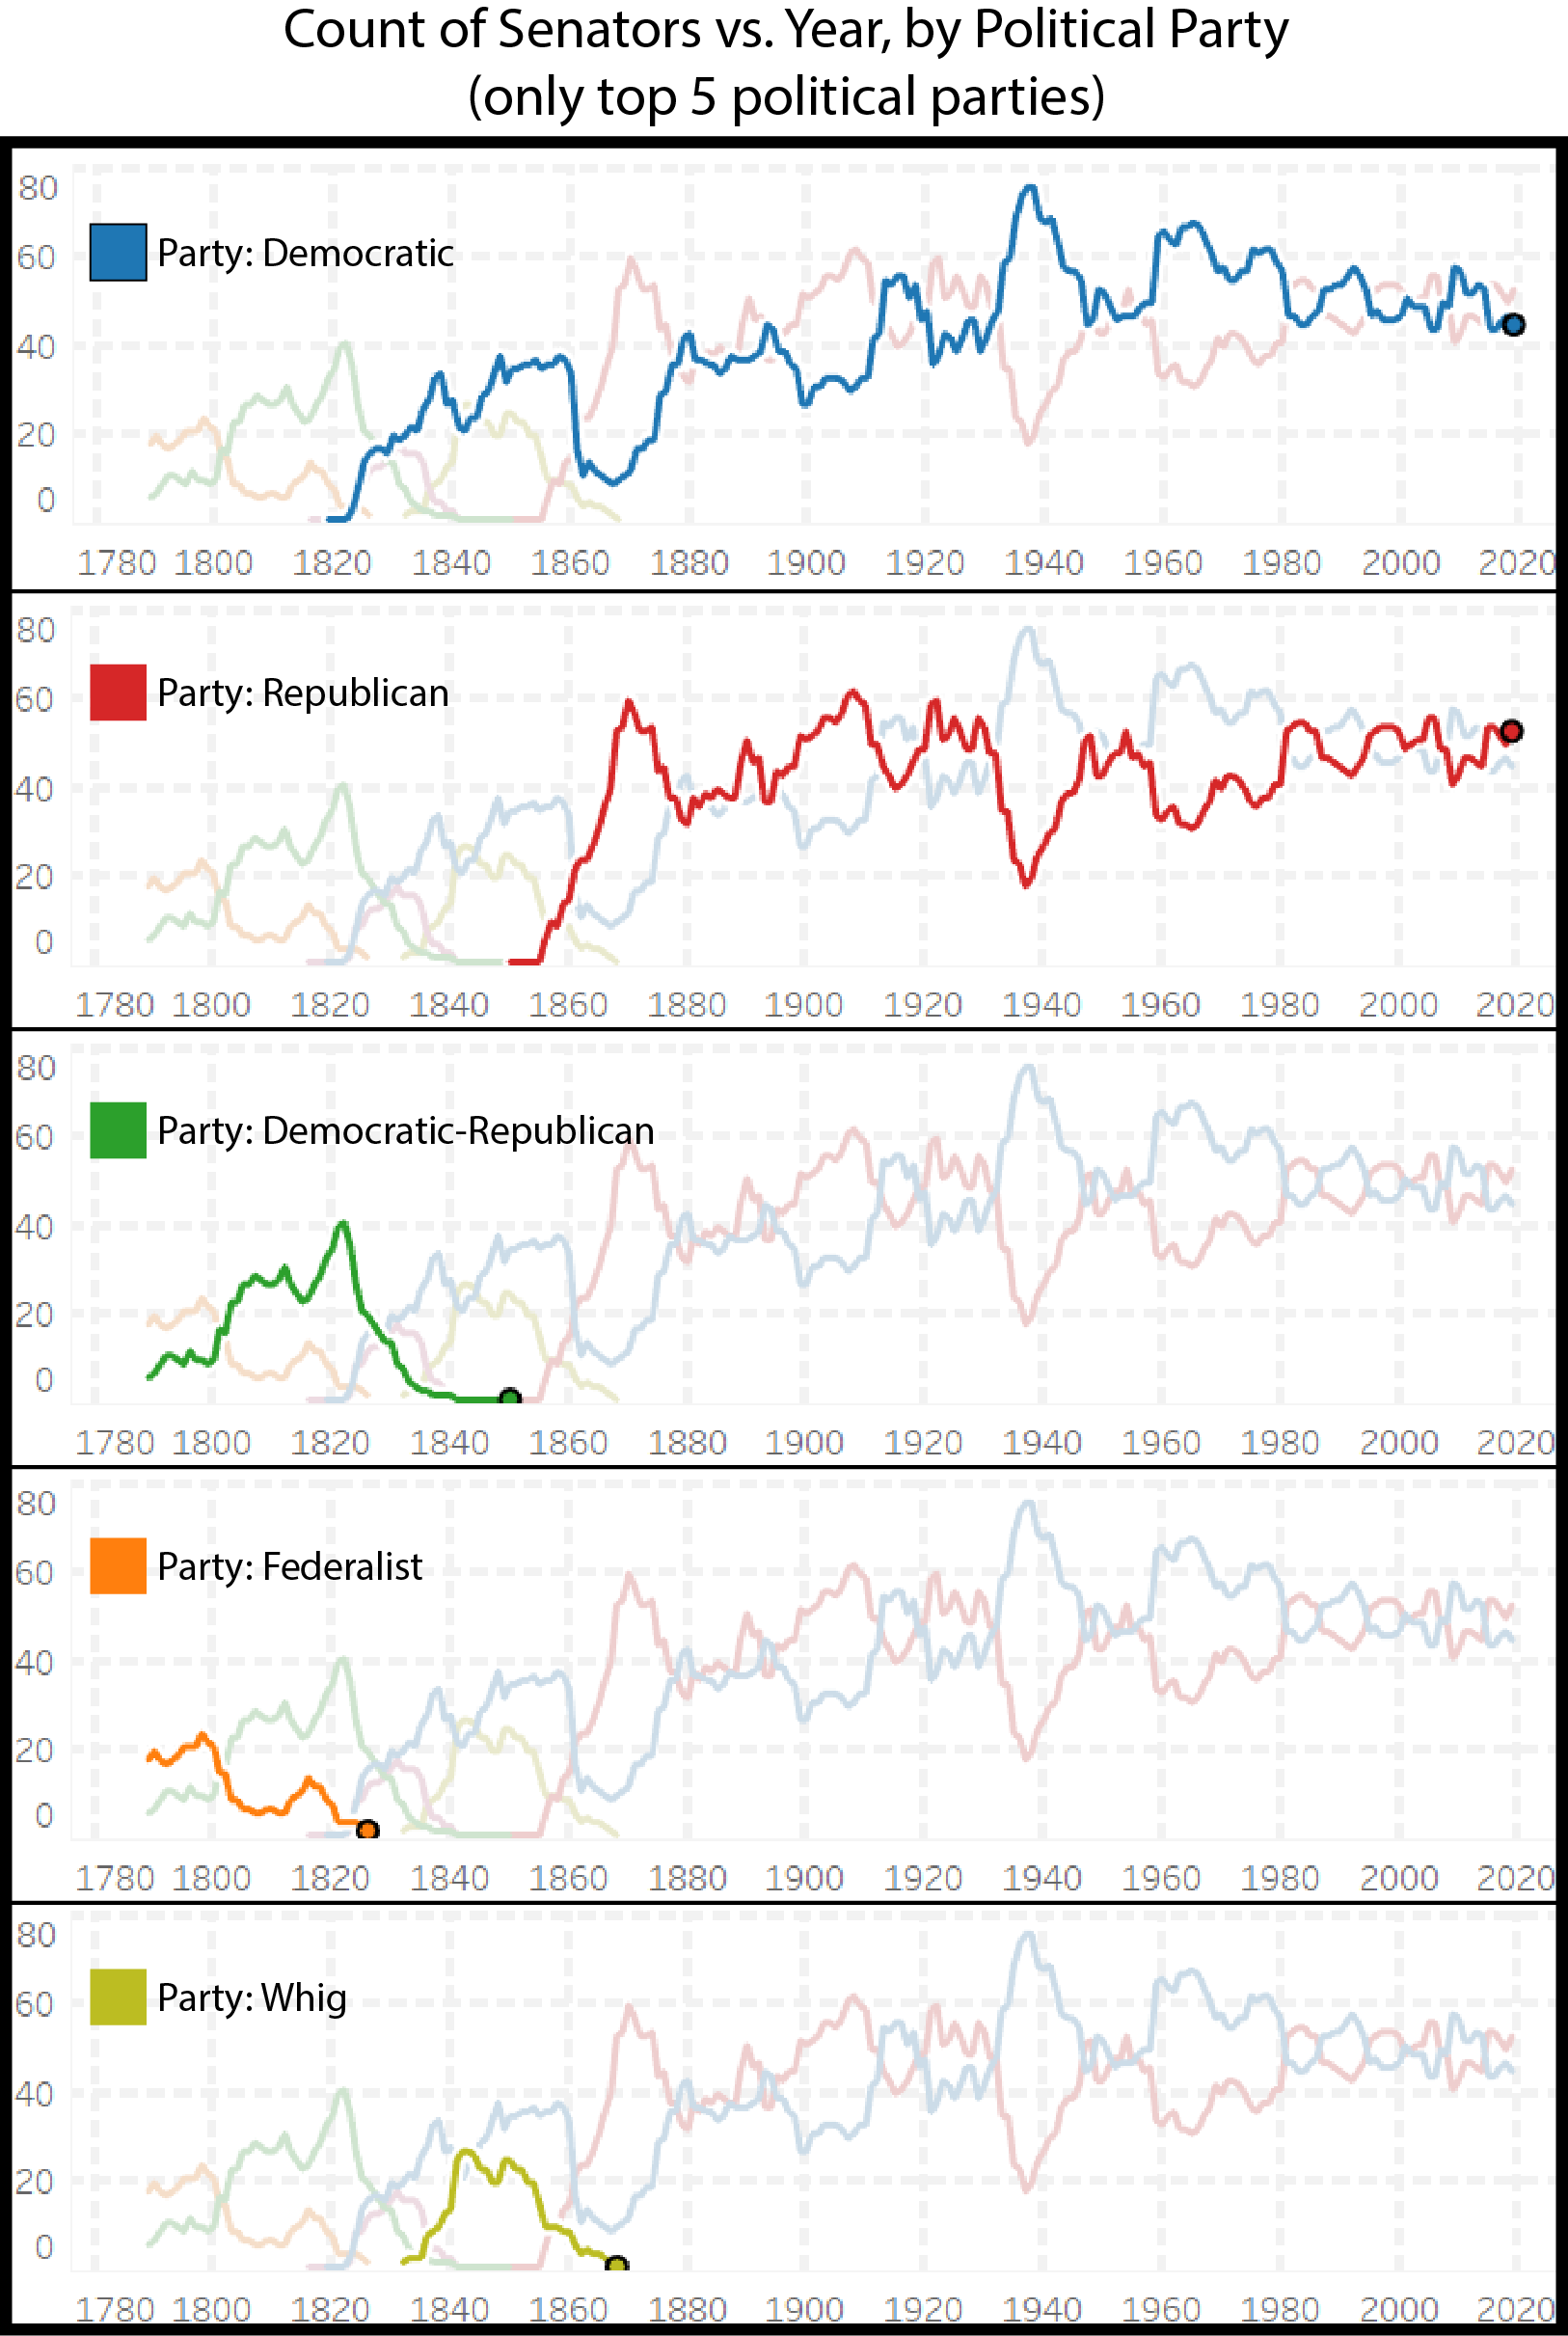 Count of Senators vs. Year, by Political Party
(only top 5 political parties)
80
Party: Democratic
60
40
20
0
1780 1800 1820 1840 1860 1880 1900 1920 1940 1960 1980 2000 2020
80
Party: Republican
60
40
20
0
1780 1800 1820 1840 1860 1880 1900 1920 1940 1960 1980 2000 2020
80
Party: Democratic-Republican
60
40
20
0
1780 1800 1820 1840 1860 1880 1900 1920 1940 1960 1980 2000 2020
80
Party: Federalist
60
40
20
0
1780 1800 1820 1840 1860 1880 1900 1920 1940 1960 1980 2000 2020
80
Party: Whig
60
40
20
0
1780 1800 1820 1840 1860 1880 1900 1920 1940 1960 1980 2000 2020